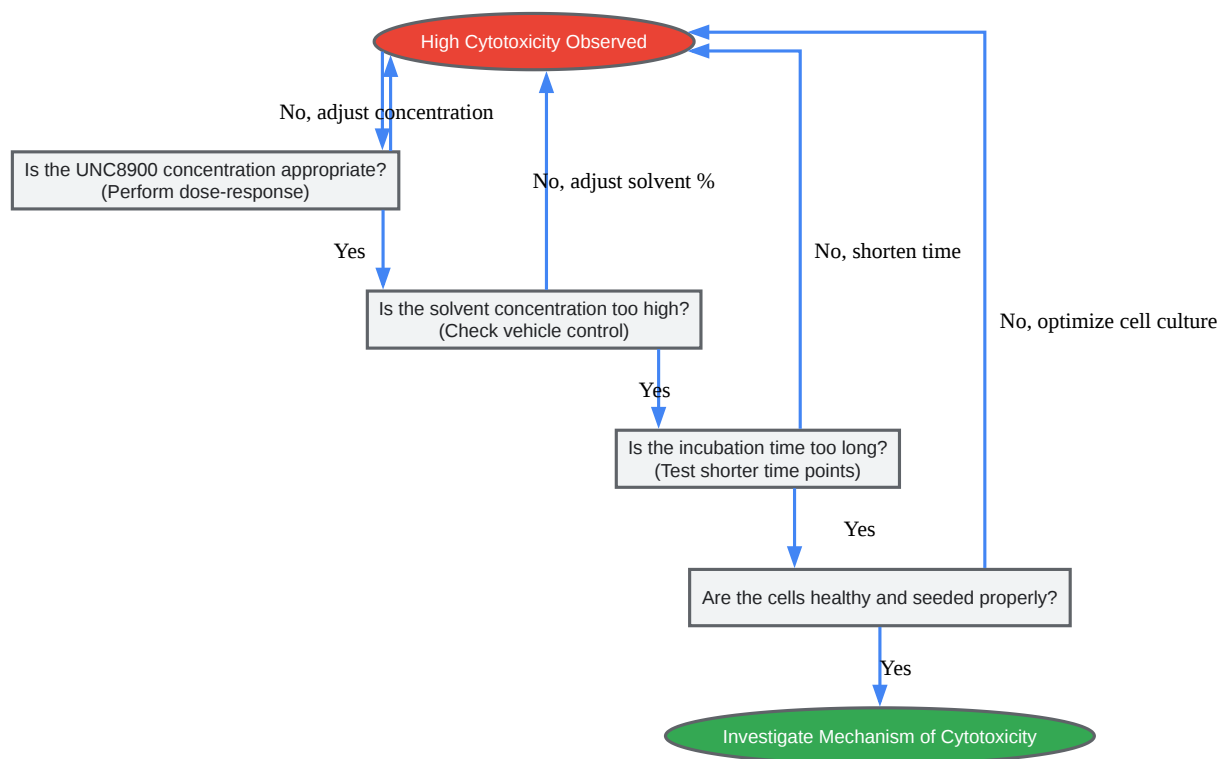 High Cytotoxicity Observed
No, adjust concentration
Is the UNC8900 concentration appropriate?
(Perform dose-response)
No, adjust solvent %
Yes
No, shorten time
Is the solvent concentration too high?
(Check vehicle control)
No, optimize cell culture
Yes
Is the incubation time too long?
(Test shorter time points)
Yes
Are the cells healthy and seeded properly?
Yes
Investigate Mechanism of Cytotoxicity